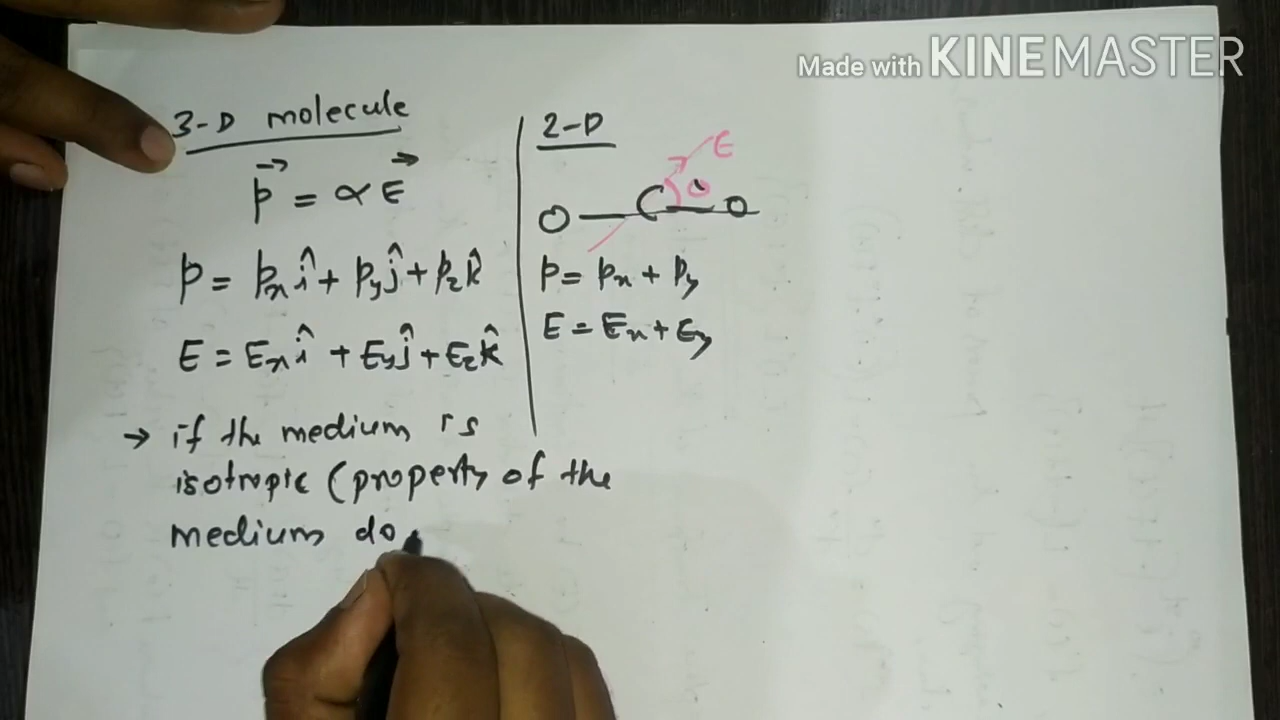 Made with KINEMASTER
3-D molecule
p⃗ = αE⃗
p = pₓî + p_yĵ + p_zk̂
E = Eₓî + E_yĵ + E_zk̂
→ if the medium is
isotropic (property of the
medium do
2-D
E
θ
O — C — O
p = pₓ + p_y
E = Eₓ + E_y